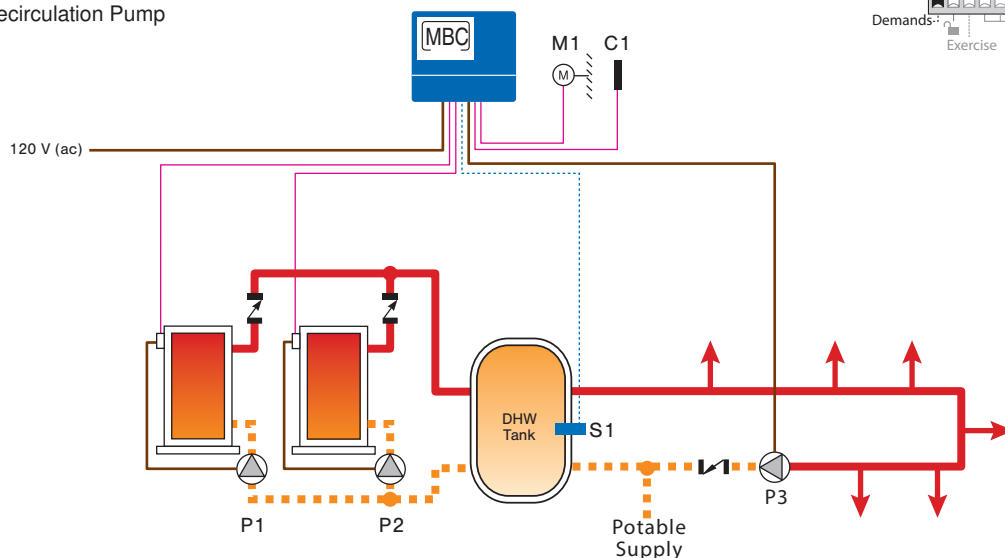 ecirculation Pump
MBC
M1
C1
M
Demands
Exercise
120 V (ac)
DHW
Tank
S1
P1
P2
P3
Potable
Supply